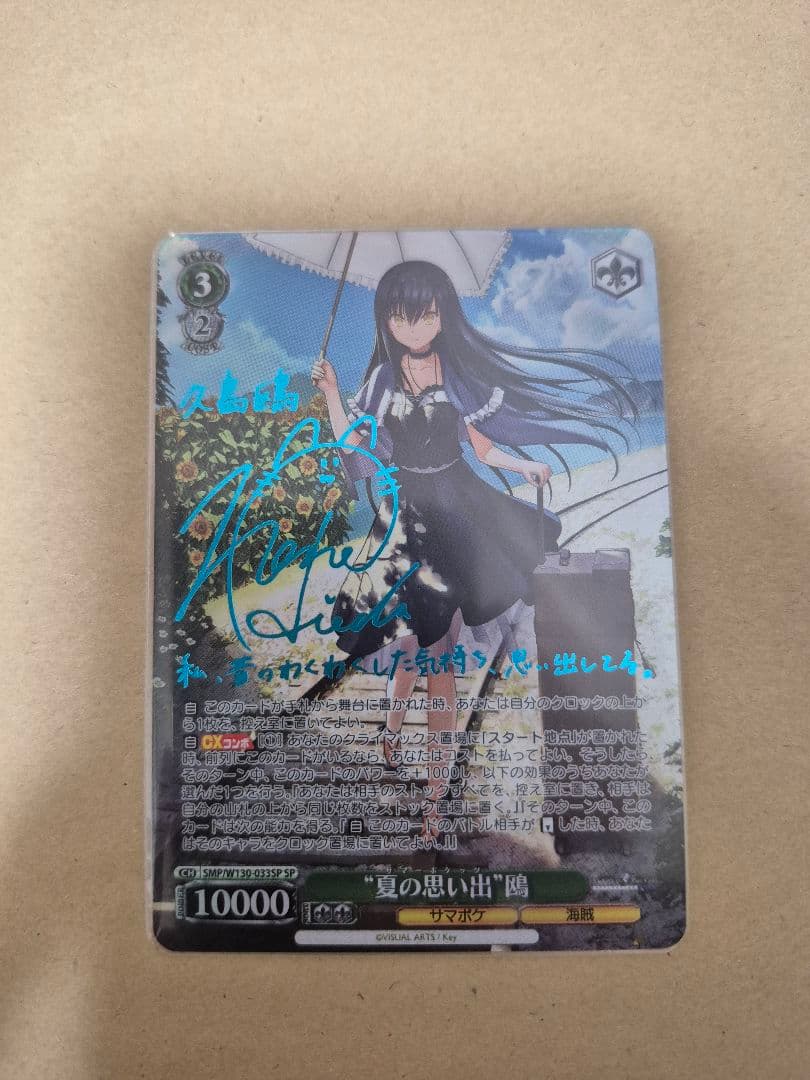 LEVEL
3
2
COST
久島鴎
私、昔のわくわくした気持ち、思い出してる。
自 このカードが手札から舞台に置かれた時、あなたは自分のクロックの上か
ら1枚を、控え室に置いてよい。
自 CXコンボ [(1)] あなたのクライマックス置場に「スタート地点」が置かれた
時、前列にこのカードがいるなら、あなたはコストを払ってよい。そうしたら、
そのターン中、このカードのパワーを+1000し、以下の効果のうちあなたが
選んだ1つを行う。『あなたは相手のストックすべてを、控え室に置き、相手は
自分の山札の上から同じ枚数をストック置場に置く。』『そのターン中、この
カードは次の能力を得る。「自 このカードのバトル相手が した時、あなた
はそのキャラをクロック置場に置いてよい。」』
CH SMP/W130-033SP SP
サマーポケッツ
“夏の思い出”鴎
POWER 10000
サマポケ 海賊
©VISUAL ARTS / Key